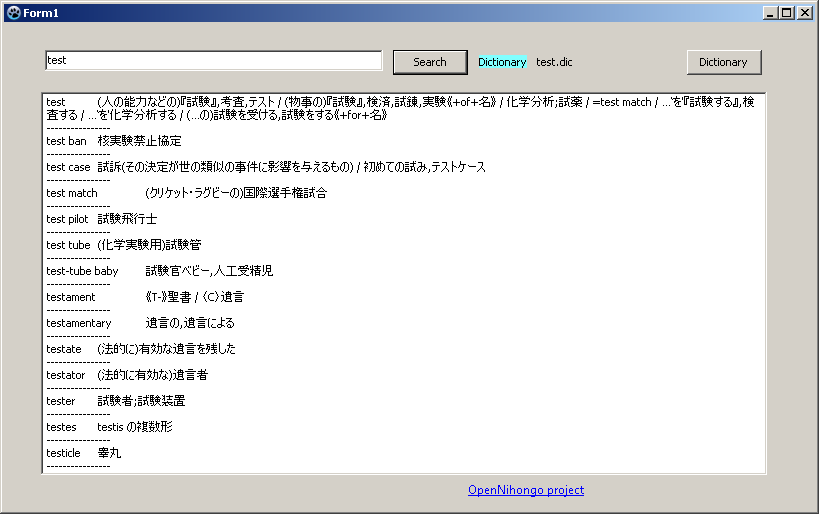 Form1
test Search Dictionary test.dic Dictionary
test (人の能力などの)『試験』,考査,テスト / (物事の)『試験』,検済,試錬,実験《+of+名》 / 化学分析;試薬 / =test match / …'を'『試験する』,検
査する / …'を'化学分析する / (…の)試験を受ける,試験をする《+for+名》
----------------
test ban 核実験禁止協定
----------------
test case 試訴(その決定が世の類似の事件に影響を与えるもの) / 初めての試み,テストケース
----------------
test match (クリケット・ラグビーの)国際選手権試合
----------------
test pilot 試験飛行士
----------------
test tube (化学実験用)試験管
----------------
test-tube baby 試験官ベビー,人工受精児
----------------
testament 《T-》聖書 / 〈C〉遺言
----------------
testamentary 遺言の,遺言による
----------------
testate (法的に)有効な遺言を残した
----------------
testator (法的に有効な)遺言者
----------------
tester 試験者;試験装置
----------------
testes testis の複数形
----------------
testicle 睾丸
----------------
OpenNihongo project